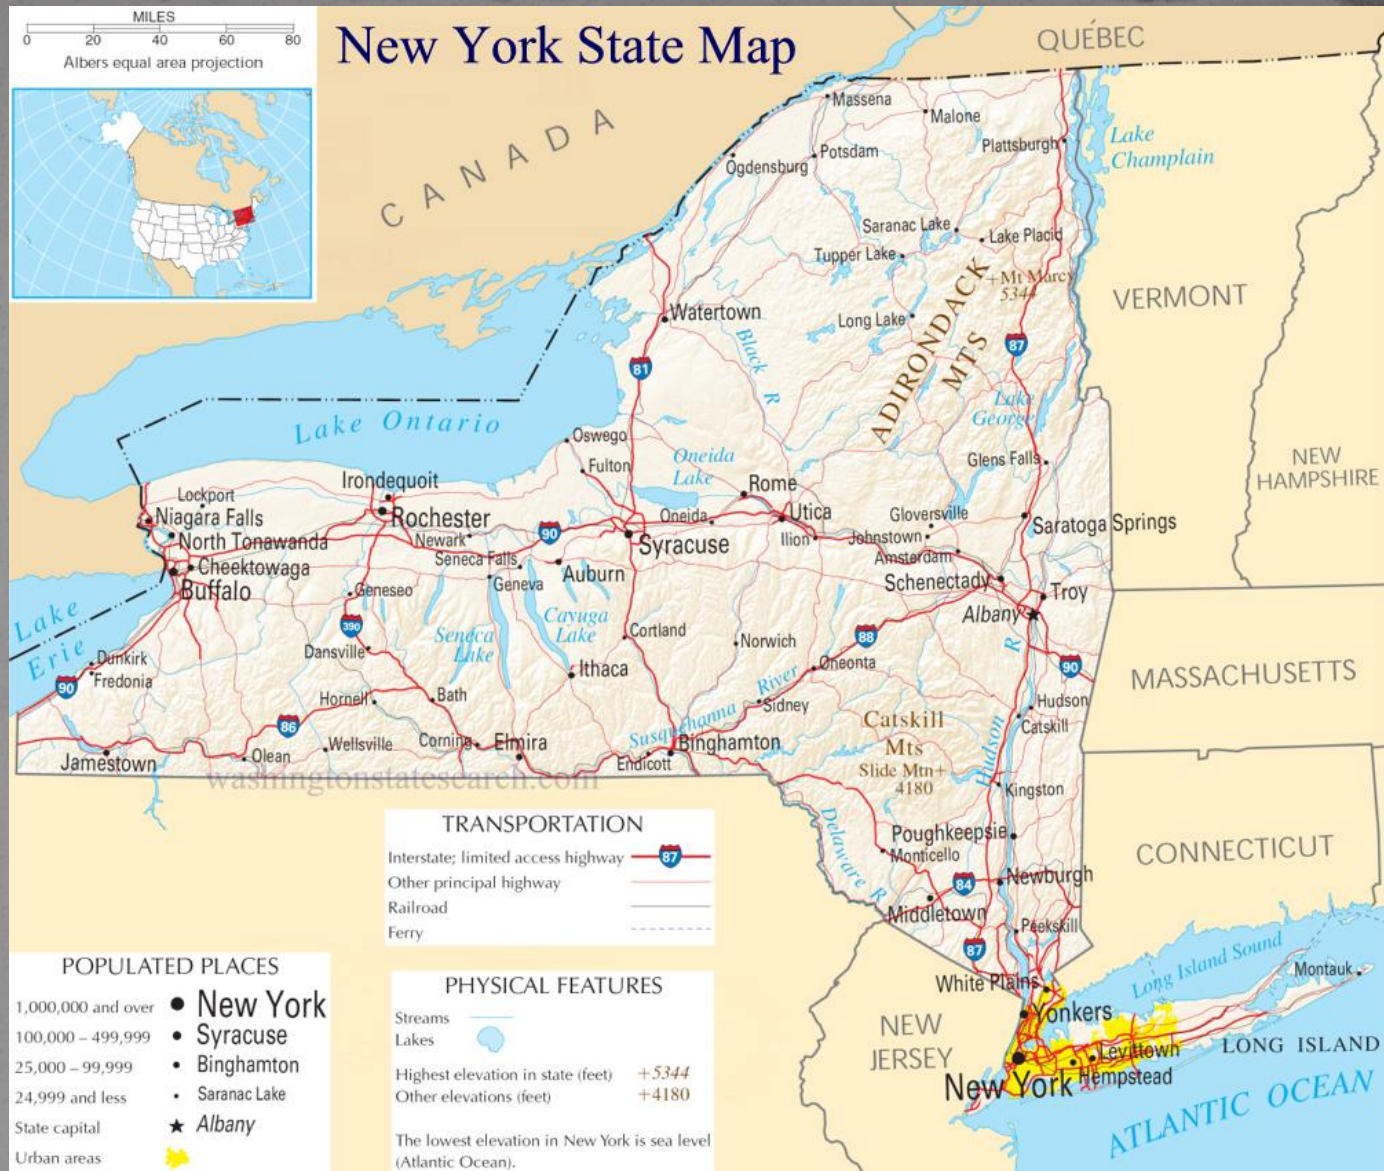 MILES
0 20 40 60 80
Albers equal area projection
New York State Map
CANADA
QUÉBEC
VERMONT
NEW
HAMPSHIRE
MASSACHUSETTS
CONNECTICUT
NEW
JERSEY
Massena
Malone
Plattsburgh
Lake
Champlain
Ogdensburg
Potsdam
Saranac Lake
Lake Placid
Tupper Lake
+Mt Marcy
5344
ADIRONDACK
MTS
Long Lake
Watertown
Black R
81
87
Lake
George
Lake Ontario
Oswego
Fulton
Oneida
Lake
Glens Falls
Irondequoit
Rome
Lockport
Niagara Falls
Rochester
Newark
90
Oneida
Utica
Ilion
Gloversville
Johnstown
Saratoga Springs
North Tonawanda
Syracuse
Amsterdam
Cheektowaga
Seneca Falls
Auburn
Schenectady
Buffalo
Geneseo
Geneva
Troy
Albany
Lake
Erie
390
Seneca
Lake
Cayuga
Lake
Cortland
Norwich
88
R
90
Dansville
Dunkirk
Fredonia
90
Ithaca
Oneonta
Hornell
Bath
Susquehanna River
Sidney
Hudson
Hudson
Catskill
86
Catskill
Mts
Slide Mtn+
4180
Jamestown
Olean
Wellsville
Corning
Elmira
Endicott
Binghamton
Kingston
washingtonstatesearch.com
Delaware R
Poughkeepsie
Monticello
84
Newburgh
Middletown
87
Peekskill
White Plains
Yonkers
Long Island Sound
Montauk
LONG ISLAND
Levittown
Hempstead
New York
ATLANTIC OCEAN
TRANSPORTATION
Interstate; limited access highway 87
Other principal highway
Railroad
Ferry
POPULATED PLACES
1,000,000 and over New York
100,000 – 499,999 Syracuse
25,000 – 99,999 Binghamton
24,999 and less Saranac Lake
State capital Albany
Urban areas
PHYSICAL FEATURES
Streams
Lakes
Highest elevation in state (feet) +5344
Other elevations (feet) +4180
The lowest elevation in New York is sea level
(Atlantic Ocean).